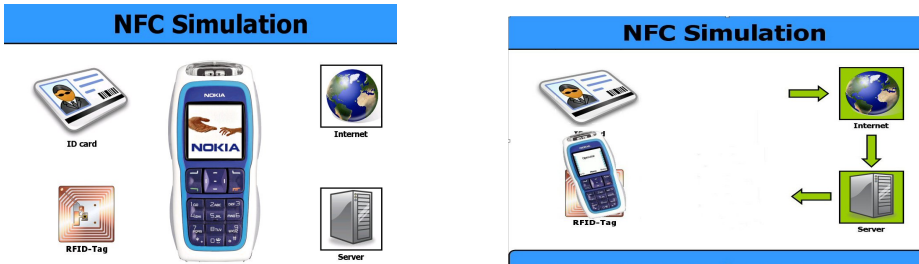 NFC Simulation
ID card
NOKIA
NOKIA
Internet
RFID-Tag
Server
NFC Simulation
Internet
RFID-Tag
Server